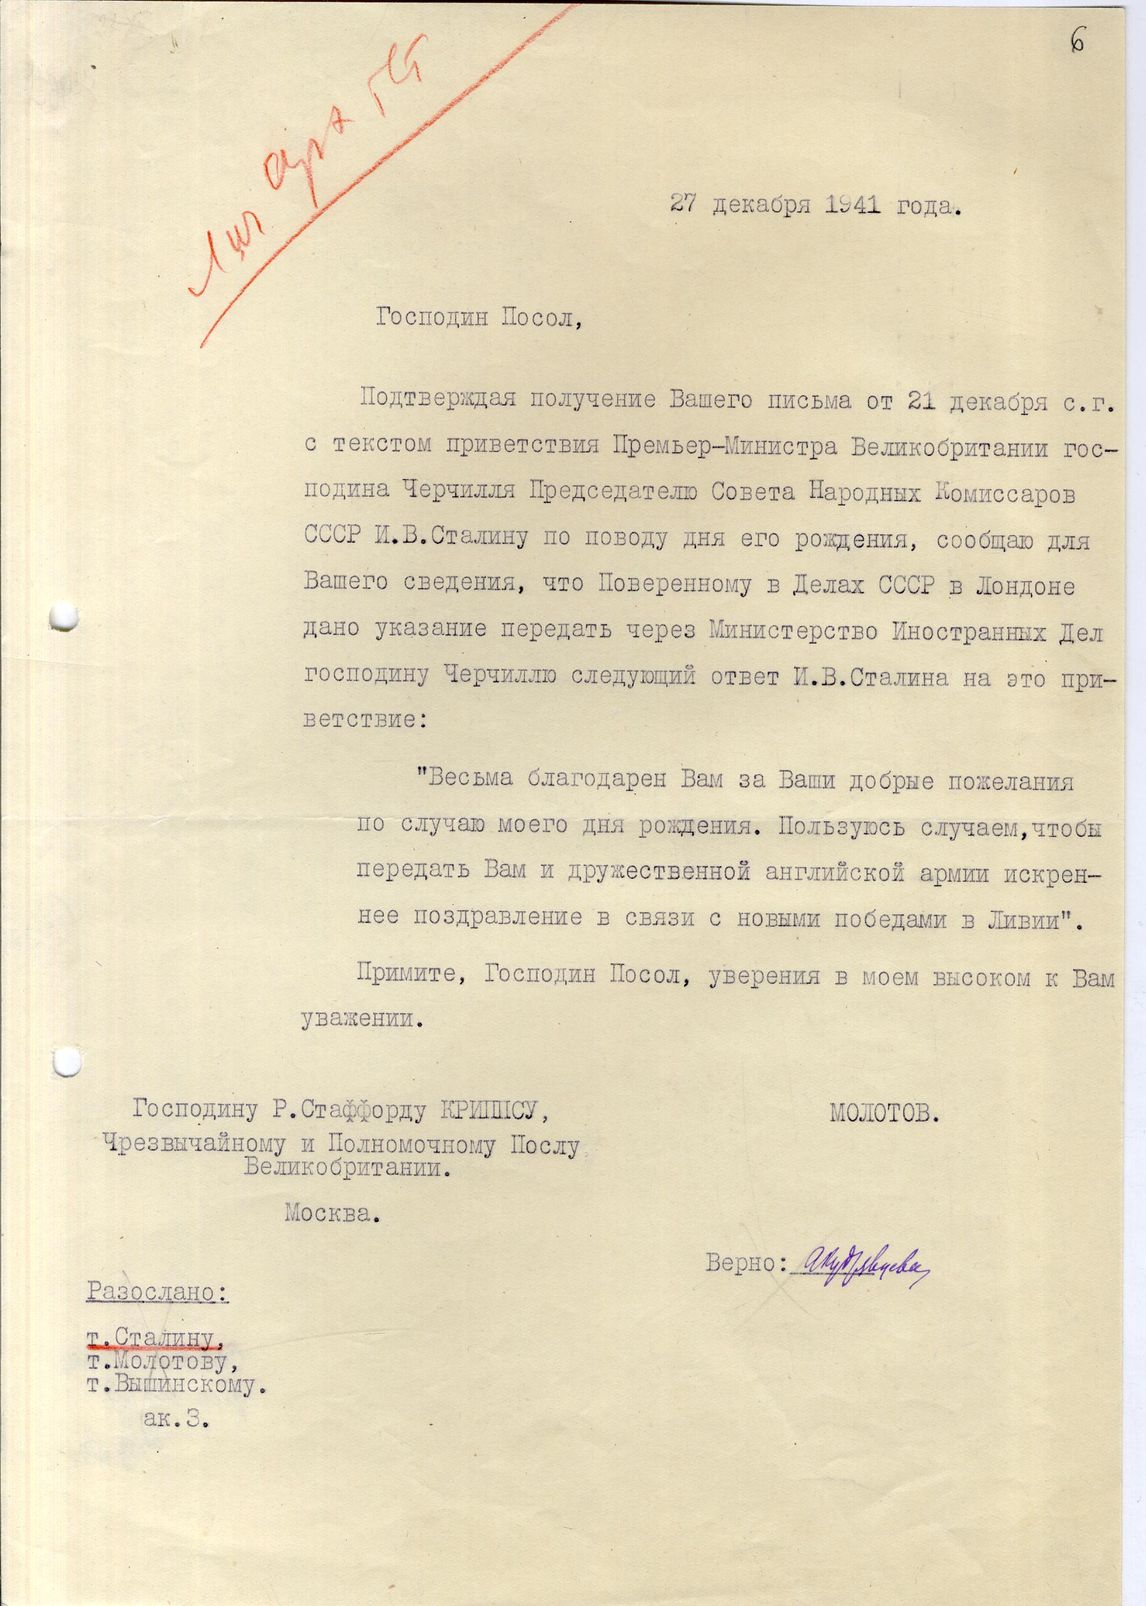 6
27 декабря 1941 года.
Господин Посол,
Подтверждая получение Вашего письма от 21 декабря с.г.
с текстом приветствия Премьер-Министра Великобритании гос-
подина Черчилля Председателю Совета Народных Комиссаров
СССР И.В.Сталину по поводу дня его рождения, сообщаю для
Вашего сведения, что Поверенному в Делах СССР в Лондоне
дано указание передать через Министерство Иностранных Дел
господину Черчиллю следующий ответ И.В.Сталина на это при-
ветствие:
"Весьма благодарен Вам за Ваши добрые пожелания
по случаю моего дня рождения. Пользуюсь случаем,чтобы
передать Вам и дружественной английской армии искрен-
нее поздравление в связи с новыми победами в Ливии".
Примите, Господин Посол, уверения в моем высоком к Вам
уважении.
Господину Р.Стаффорду КРИППСУ,
МОЛОТОВ.
Чрезвычайному и Полномочному Послу
Великобритании.
Москва.
Верно:
Разослано:
т.Сталину,
т.Молотову,
т.Вышинскому.
ак.3.